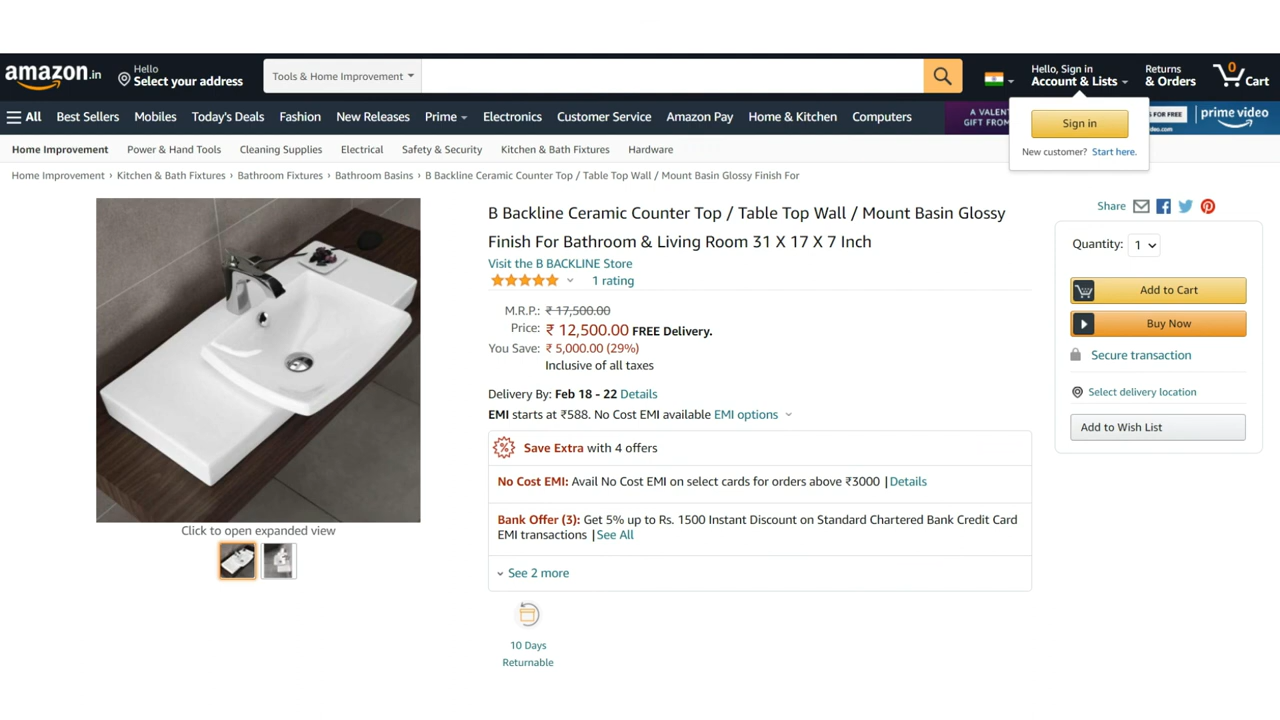 amazon.in
Hello
Select your address
Tools & Home Improvement
Hello, Sign in
Account & Lists
Returns
& Orders
0
Cart
All
Best Sellers
Mobiles
Today's Deals
Fashion
New Releases
Prime
Electronics
Customer Service
Amazon Pay
Home & Kitchen
Computers
A VALEN
GIFT FROM
S FOR FREE
prime video
Sign in
New customer? Start here.
Home Improvement
Power & Hand Tools
Cleaning Supplies
Electrical
Safety & Security
Kitchen & Bath Fixtures
Hardware
Home Improvement › Kitchen & Bath Fixtures › Bathroom Fixtures › Bathroom Basins › B Backline Ceramic Counter Top / Table Top Wall / Mount Basin Glossy Finish For
Click to open expanded view
B Backline Ceramic Counter Top / Table Top Wall / Mount Basin Glossy
Finish For Bathroom & Living Room 31 X 17 X 7 Inch
Visit the B BACKLINE Store
1 rating
M.R.P.: ₹ 17,500.00
Price: ₹ 12,500.00 FREE Delivery.
You Save: ₹ 5,000.00 (29%)
Inclusive of all taxes
Delivery By: Feb 18 - 22 Details
EMI starts at ₹588. No Cost EMI available EMI options
Save Extra with 4 offers
No Cost EMI: Avail No Cost EMI on select cards for orders above ₹3000 |Details
Bank Offer (3): Get 5% up to Rs. 1500 Instant Discount on Standard Chartered Bank Credit Card
EMI transactions |See All
See 2 more
10 Days
Returnable
Share
Quantity: 1
Add to Cart
Buy Now
Secure transaction
Select delivery location
Add to Wish List